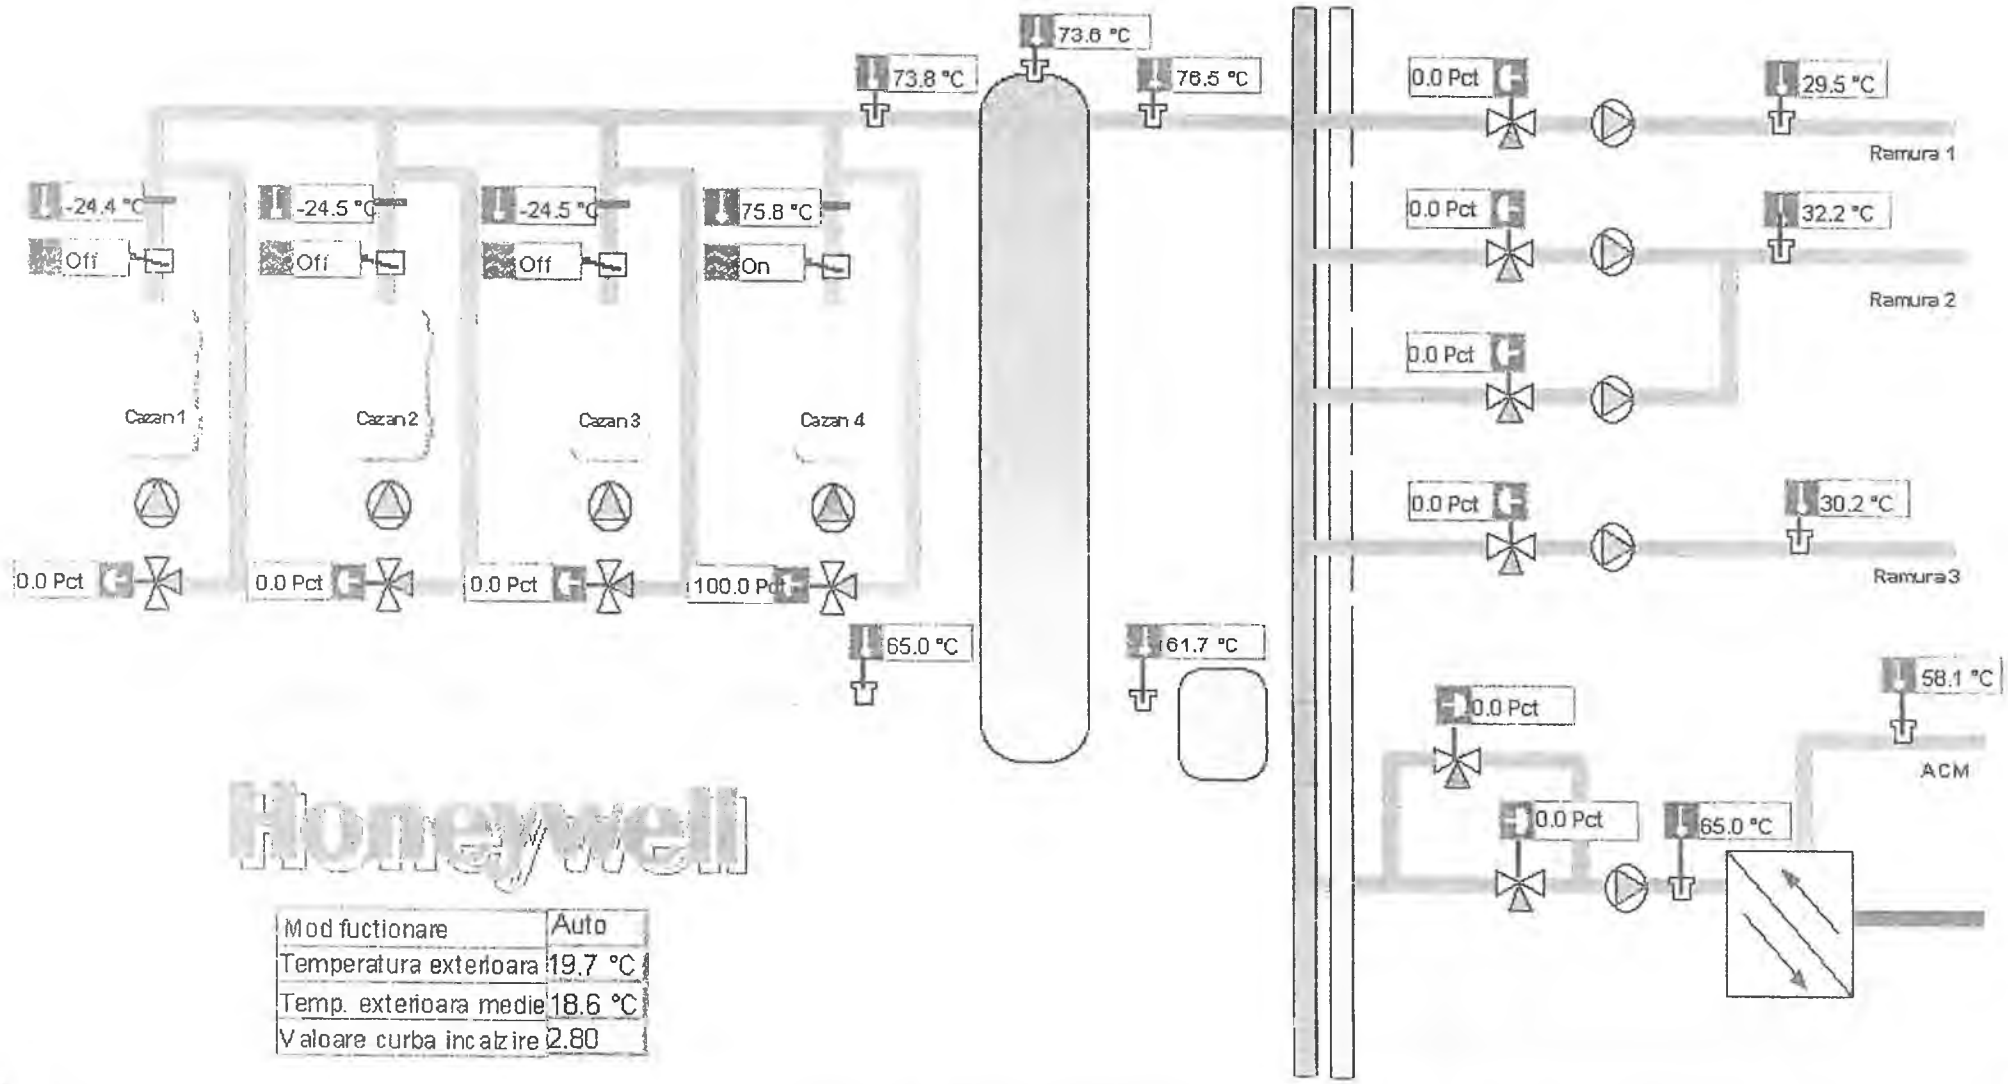 73.6 °C
73.8 °C
76.5 °C
0.0 Pct
29.5 °C
Ramura 1
-24.4 °C
-24.5 °C
-24.5 °C
75.8 °C
0.0 Pct
32.2 °C
Off
Off
Off
On
Ramura 2
0.0 Pct
Cazan 1
Cazan 2
Cazan 3
Cazan 4
0.0 Pct
30.2 °C
Ramura 3
0.0 Pct
0.0 Pct
0.0 Pct
100.0 Pct
65.0 °C
61.7 °C
58.1 °C
0.0 Pct
ACM
0.0 Pct
65.0 °C
Honeywell
Mod fuctionare Auto
Temperatura exterioara 19.7 °C
Temp. exterioara medie 18.6 °C
Valoare curba incalzire 2.80